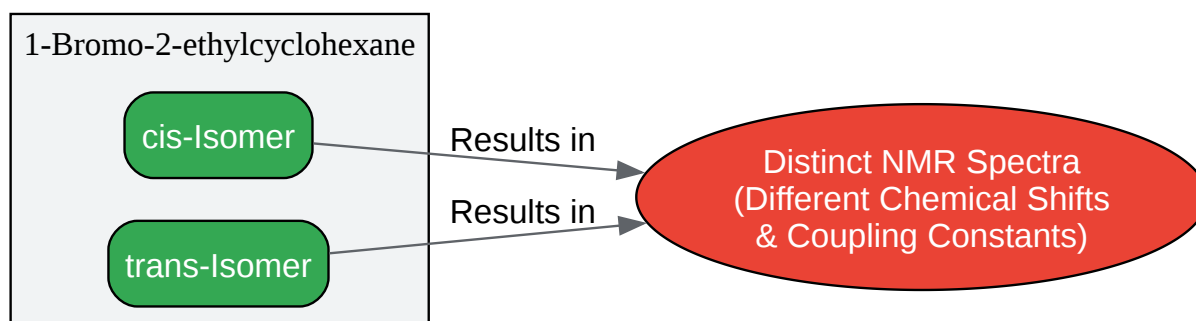 1-Bromo-2-ethylcyclohexane
cis-Isomer
trans-Isomer
Results in
Results in
Distinct NMR Spectra
(Different Chemical Shifts
& Coupling Constants)